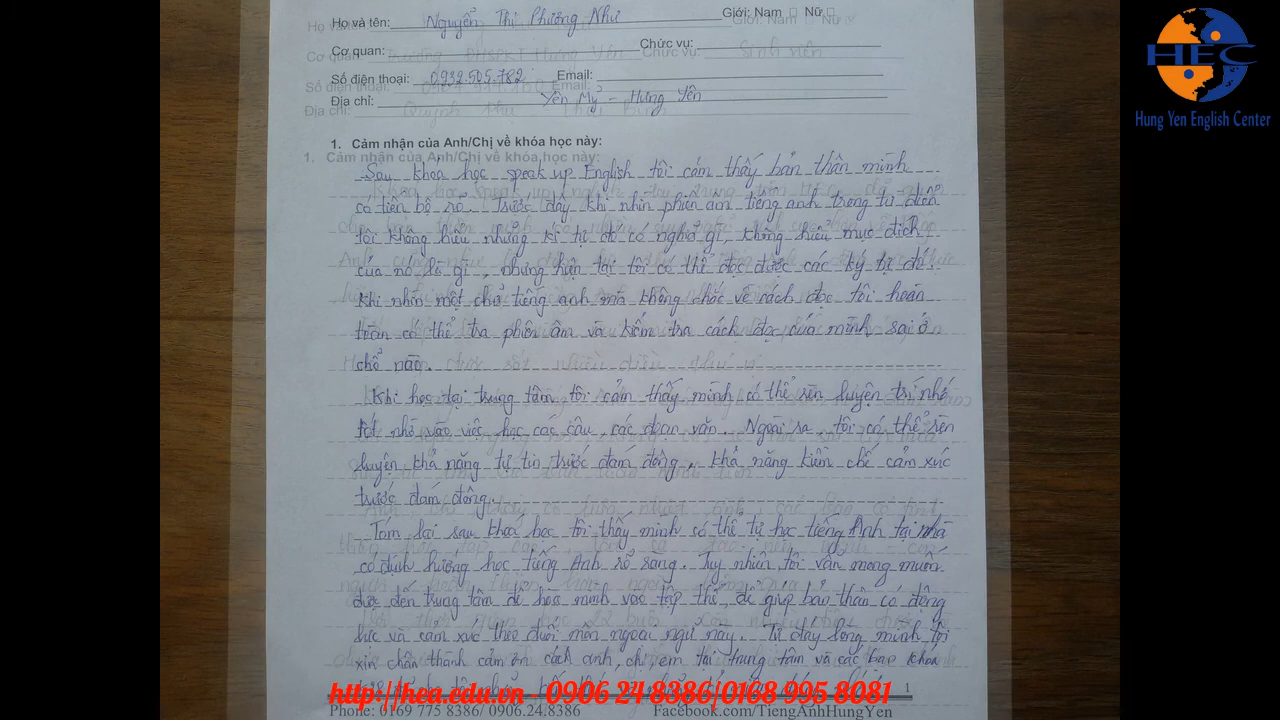 Họ và tên: Nguyễn Thị Phương Như Giới: Nam Nữ
Cơ quan: Chức vụ:
Số điện thoại: 0932.505.782 Email:
Địa chỉ: Yên Mỹ - Hưng Yên
HEC
Hung Yen English Center
1. Cảm nhận của Anh/Chị về khóa học này:
Sau khóa học speak up English tôi cảm thấy bản thân mình
có tiến bộ rõ. Trước đây khi nhìn phiên âm tiếng anh trong từ điển
tôi không hiểu những kí tự đó có nghĩa gì, không hiểu mục đích
của nó là gì, nhưng hiện tại tôi có thể đọc được các ký tự đó.
Khi nhìn một chữ tiếng anh mà không chắc về cách đọc tôi hoàn
toàn có thể tra phiên âm và kiểm tra cách đọc của mình sai ở
chỗ nào.
Khi học tại trung tâm, tôi cảm thấy mình có thể rèn luyện trí nhớ
tốt nhờ vào việc học các câu, các đoạn văn. Ngoài ra, tôi có thể rèn
luyện khả năng tự tin trước đám đông, khả năng kiềm chế cảm xúc
trước đám đông.
Tóm lại sau khoá học tôi thấy mình có thể tự học tiếng Anh tại nhà
có định hướng học tiếng Anh rõ ràng. Tuy nhiên, tôi vẫn mong muốn
được đến trung tâm để hòa mình vào tập thể, để giúp bản thân có động
lực và cảm xúc theo đuổi môn ngoại ngữ này. Từ đáy lòng mình tôi
xin chân thành cảm ơn cách anh, chị, em tại trung tâm và các bạn khóa
http://hea.edu.vn - 0906 24 8386/0168 995 8081
1
Phone: 0169 775 8386/ 0906.24.8386 Facebook.com/TiengAnhHungYen